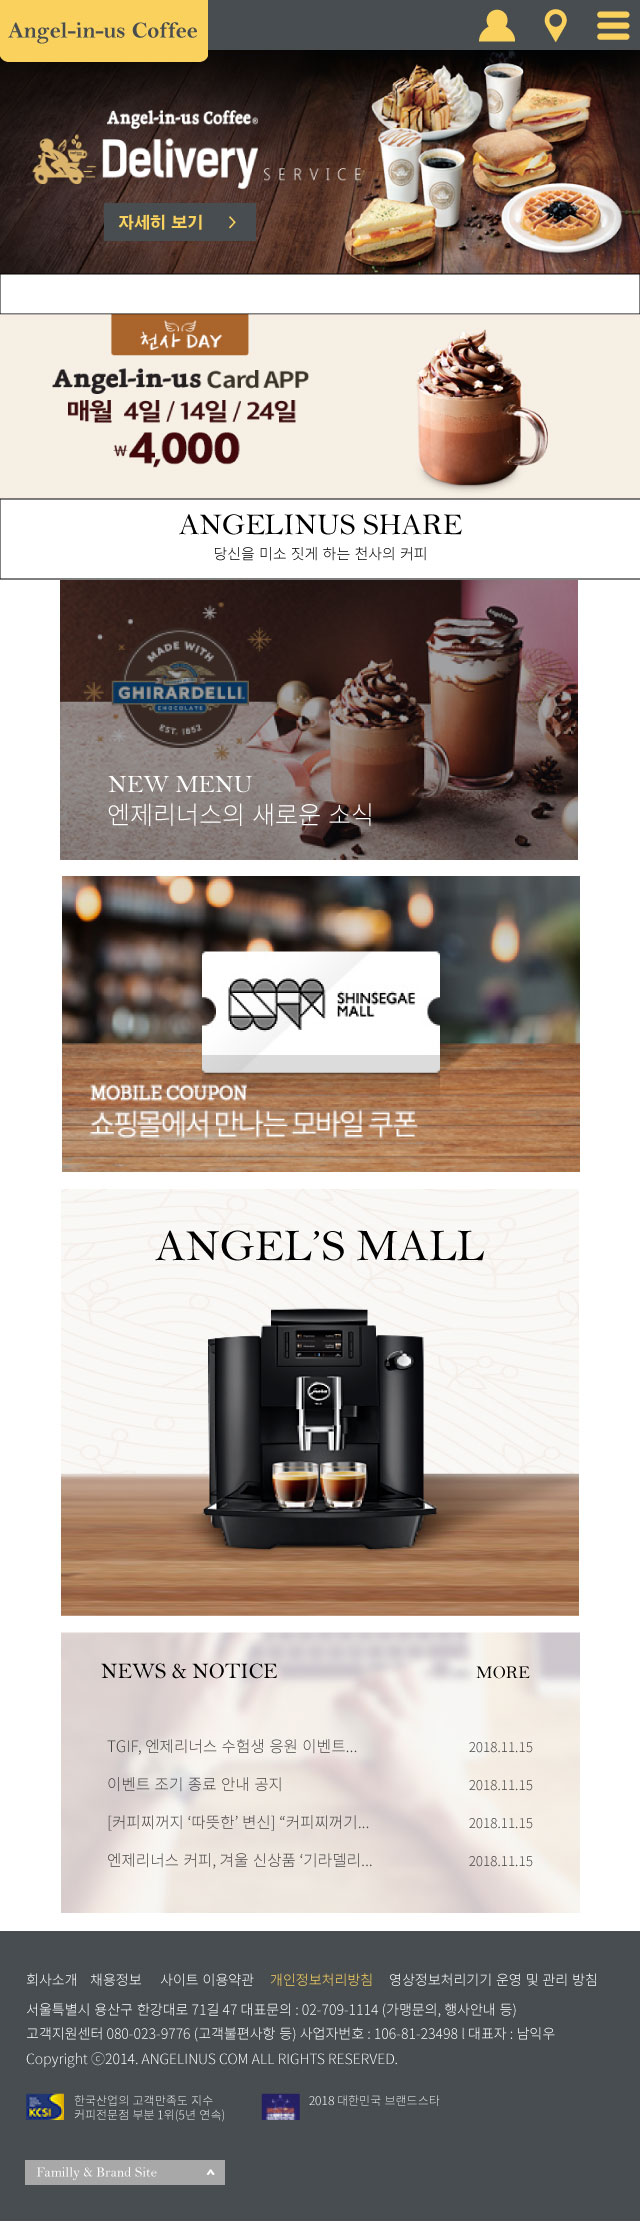 Angel-in-us Coffee
Angel-in-us Coffee®
Delivery SERVICE
자세히 보기 >
천사 DAY
Angel-in-us Card APP
매월 4일 / 14일 / 24일
₩4,000
ANGELINUS SHARE
당신을 미소 짓게 하는 천사의 커피
MADE WITH
GHIRARDELLI
CHOCOLATE
EST. 1852
NEW MENU
엔제리너스의 새로운 소식
SHINSEGAE
MALL
MOBILE COUPON
쇼핑몰에서 만나는 모바일 쿠폰
ANGEL’S MALL
jura
NEWS & NOTICE MORE
TGIF, 엔제리너스 수험생 응원 이벤트... 2018.11.15
이벤트 조기 종료 안내 공지 2018.11.15
[커피찌꺼지 ‘따뜻한’ 변신] “커피찌꺼기... 2018.11.15
엔제리너스 커피, 겨울 신상품 ‘기라델리... 2018.11.15
회사소개 채용정보 사이트 이용약관 개인정보처리방침 영상정보처리기기 운영 및 관리 방침
서울특별시 용산구 한강대로 71길 47 대표문의 : 02-709-1114 (가맹문의, 행사안내 등)
고객지원센터 080-023-9776 (고객불편사항 등) 사업자번호 : 106-81-23498 l 대표자 : 남익우
Copyright ⓒ2014. ANGELINUS COM ALL RIGHTS RESERVED.
KCSI
한국산업의 고객만족도 지수
커피전문점 부분 1위(5년 연속)
2018 대한민국 브랜드스타
Familly & Brand Site